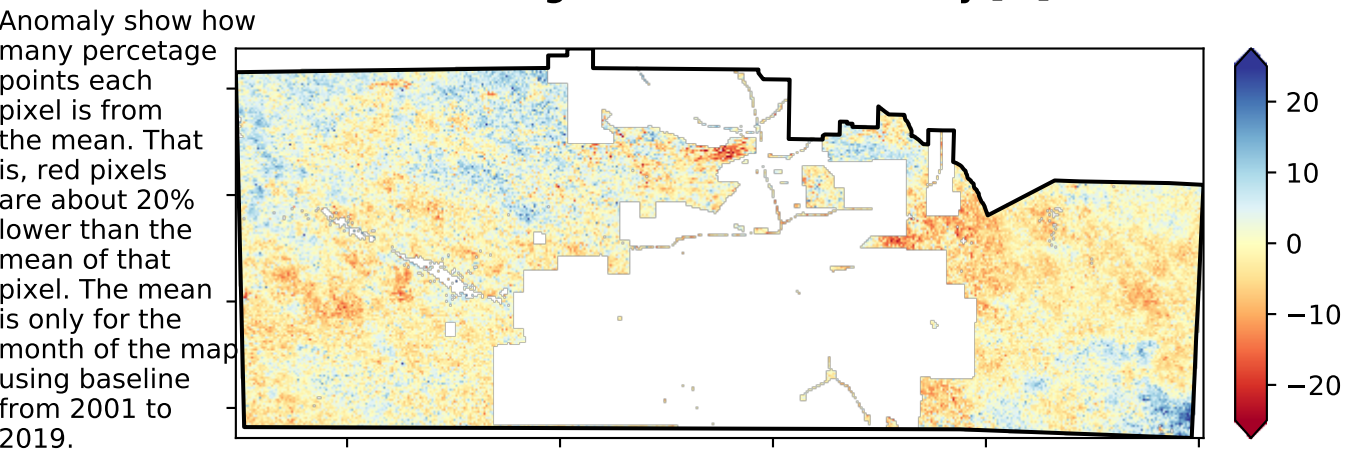 Anomaly show how
many percetage
points each
pixel is from
the mean. That
is, red pixels
are about 20%
lower than the
mean of that
pixel. The mean
is only for the
month of the map
using baseline
from 2001 to
2019.
20
10
0
−10
−20